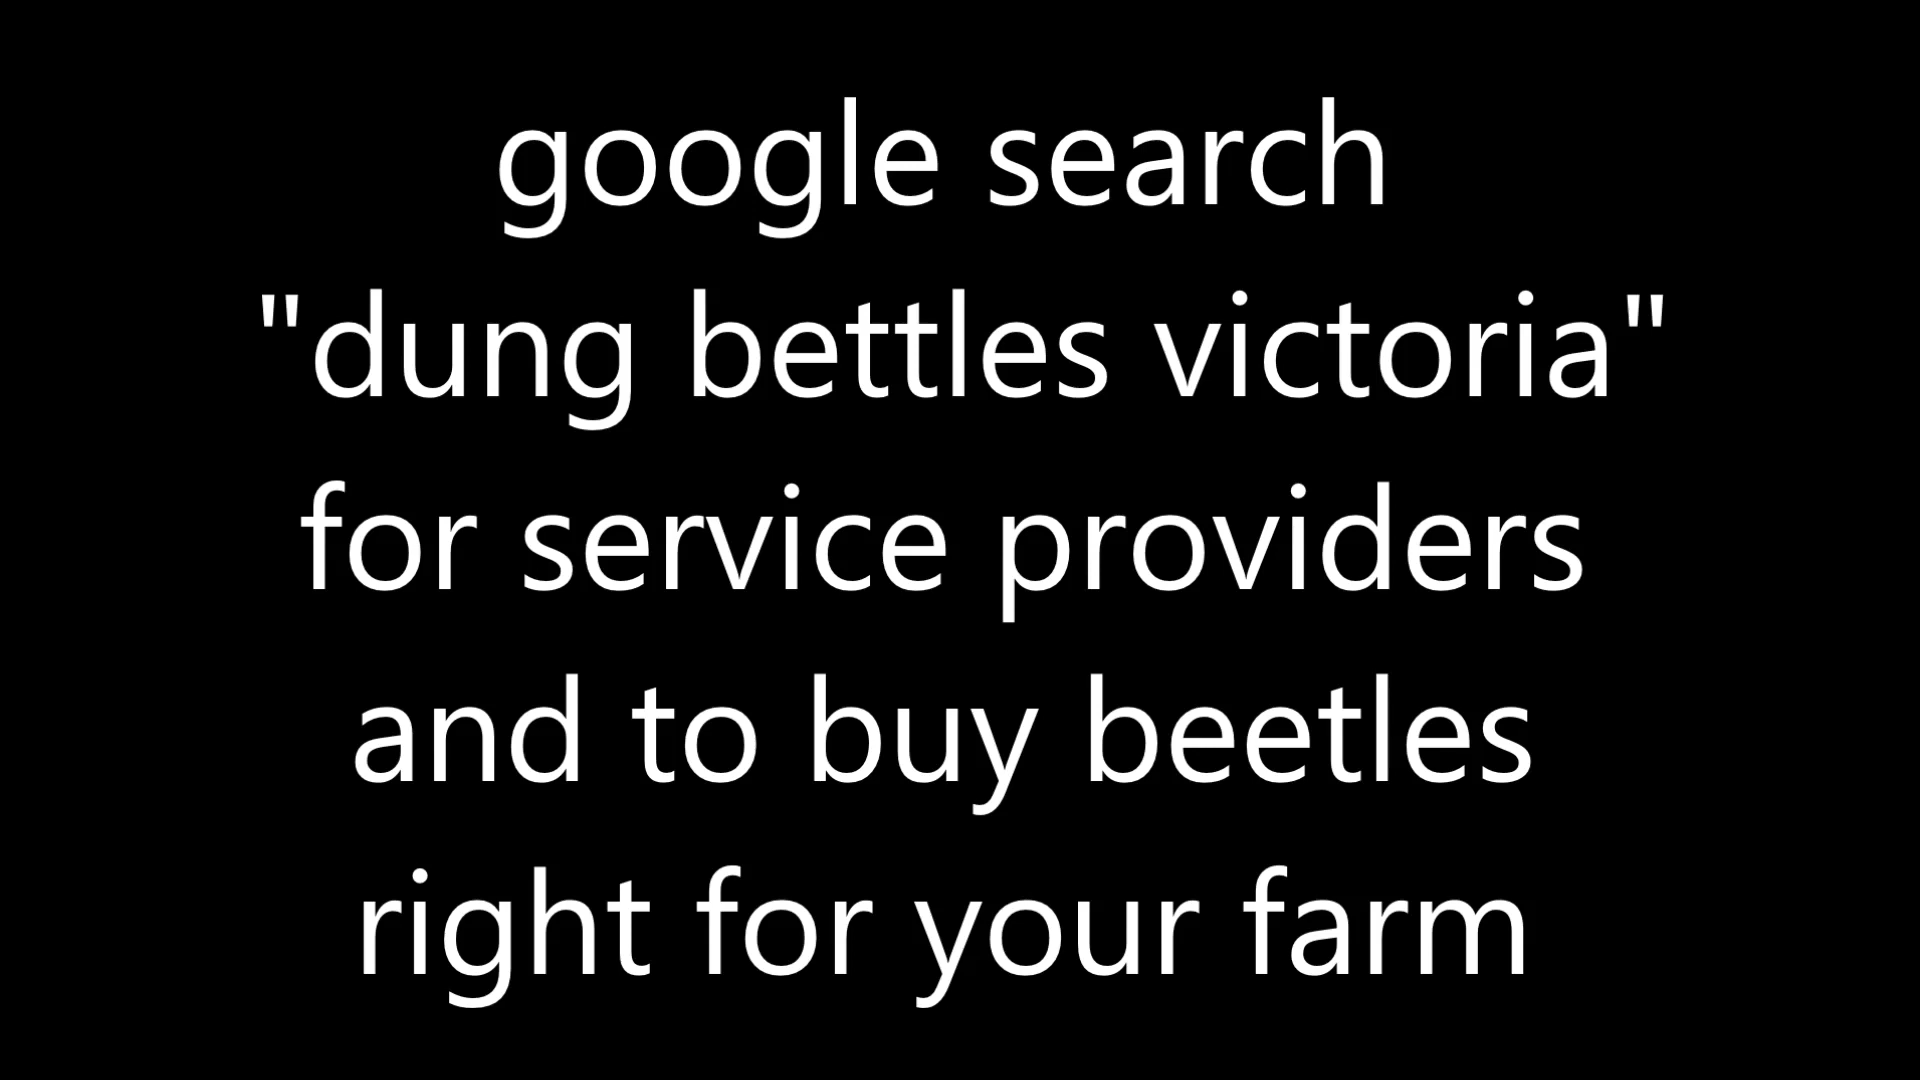 google search
"dung bettles victoria"
for service providers
and to buy beetles
right for your farm